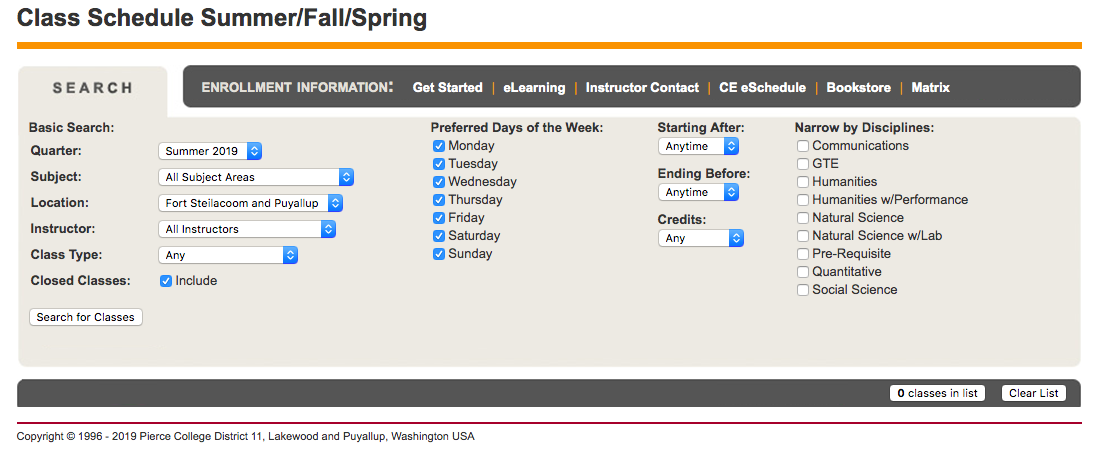 Class Schedule Summer/Fall/Spring
SEARCH
ENROLLMENT INFORMATION: Get Started | eLearning | Instructor Contact | CE eSchedule | Bookstore | Matrix
Basic Search:
Quarter: Summer 2019
Subject: All Subject Areas
Location: Fort Steilacoom and Puyallup
Instructor: All Instructors
Class Type: Any
Closed Classes: Include
Search for Classes
Preferred Days of the Week:
Monday
Tuesday
Wednesday
Thursday
Friday
Saturday
Sunday
Starting After:
Anytime
Ending Before:
Anytime
Credits:
Any
Narrow by Disciplines:
Communications
GTE
Humanities
Humanities w/Performance
Natural Science
Natural Science w/Lab
Pre-Requisite
Quantitative
Social Science
0 classes in list
Clear List
Copyright © 1996 - 2019 Pierce College District 11, Lakewood and Puyallup, Washington USA